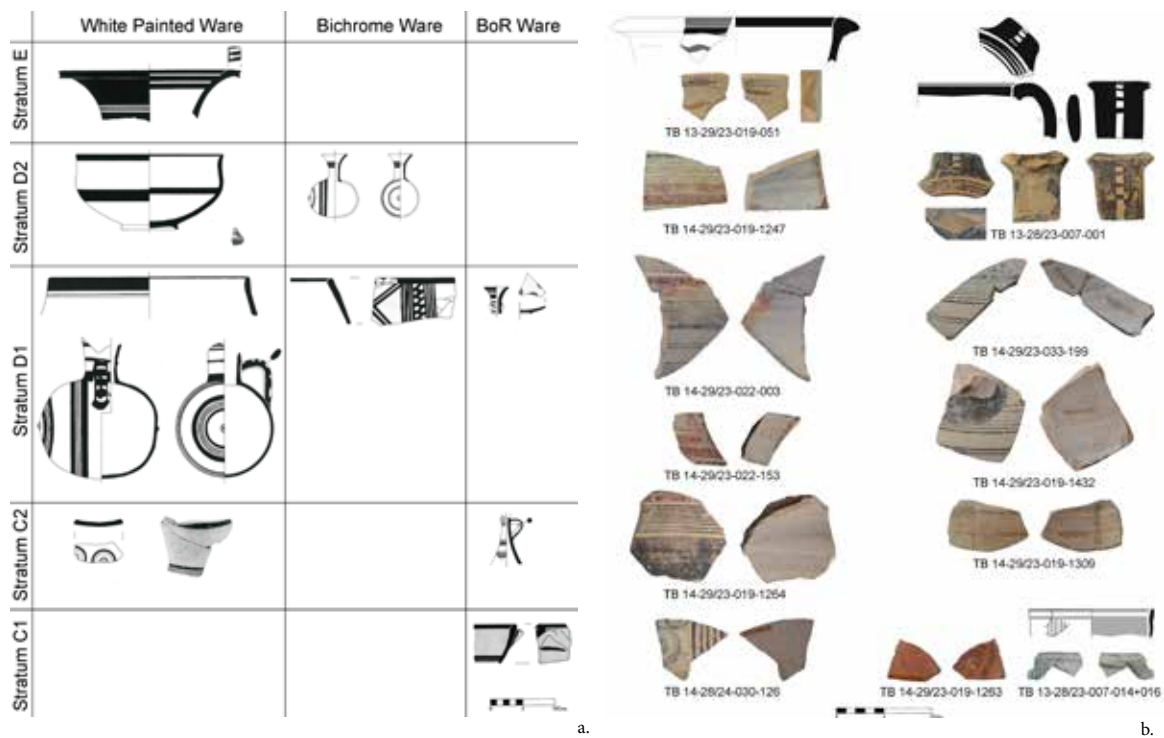 White Painted Ware
Bichrome Ware
BoR Ware
Stratum E
Stratum D2
Stratum D1
Stratum C2
Stratum C1
a.
TB 13-29/23-019-051
TB 14-29/23-019-1247
TB 13-28/23-007-001
TB 14-29/23-022-003
TB 14-29/23-033-199
TB 14-29/23-022-153
TB 14-29/23-019-1432
TB 14-29/23-019-1264
TB 14-29/23-019-1309
TB 14-28/24-030-126
TB 14-29/23-019-1263
TB 13-28/23-007-014+016
b.